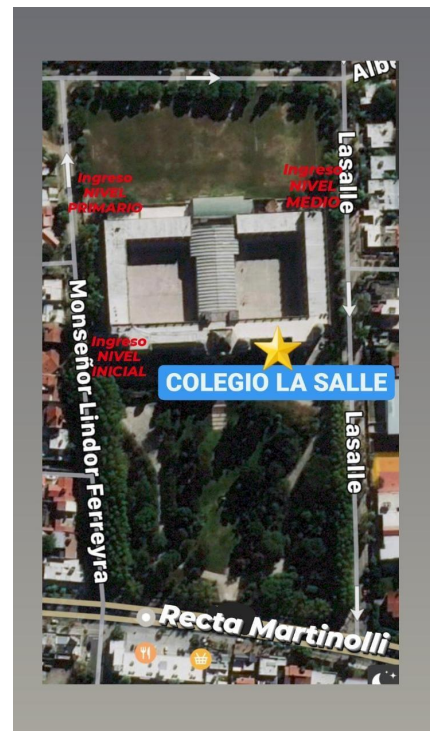 Albe
Lasalle
Ingreso
NIVEL
PRIMARIO
Ingreso
NIVEL
MEDIO
Monseñor Lindor Ferreyra
Ingreso
NIVEL
INICIAL
COLEGIO LA SALLE
Lasalle
Recta Martinolli